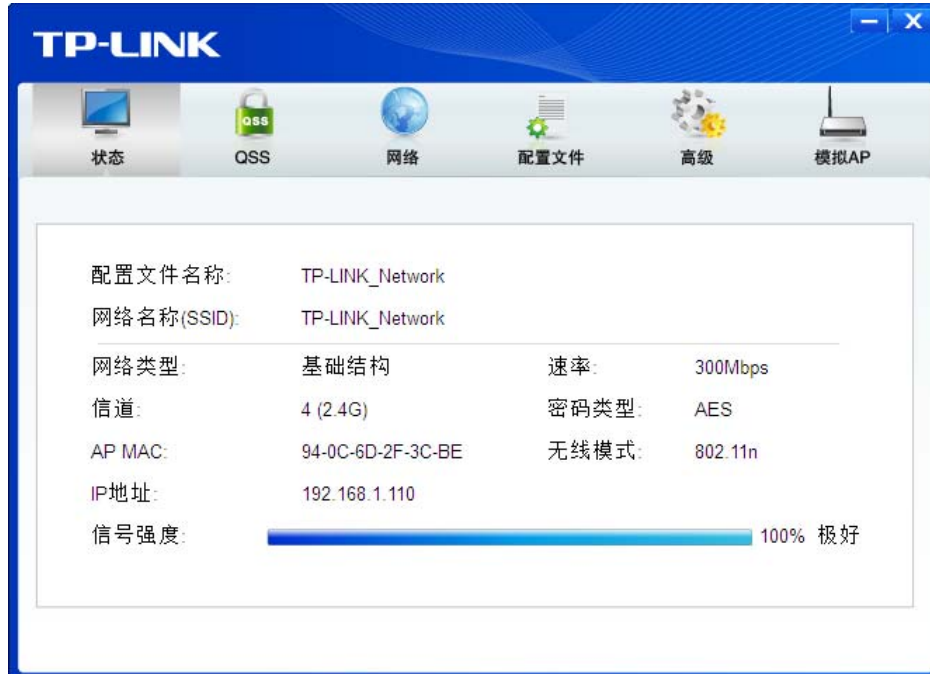 TP-LINK
QSS
状态 QSS 网络 配置文件 高级 模拟AP
配置文件名称: TP-LINK_Network
网络名称(SSID): TP-LINK_Network
网络类型: 基础结构 速率: 300Mbps
信道: 4 (2.4G) 密码类型: AES
AP MAC: 94-0C-6D-2F-3C-BE 无线模式: 802.11n
IP地址: 192.168.1.110
信号强度: 100% 极好